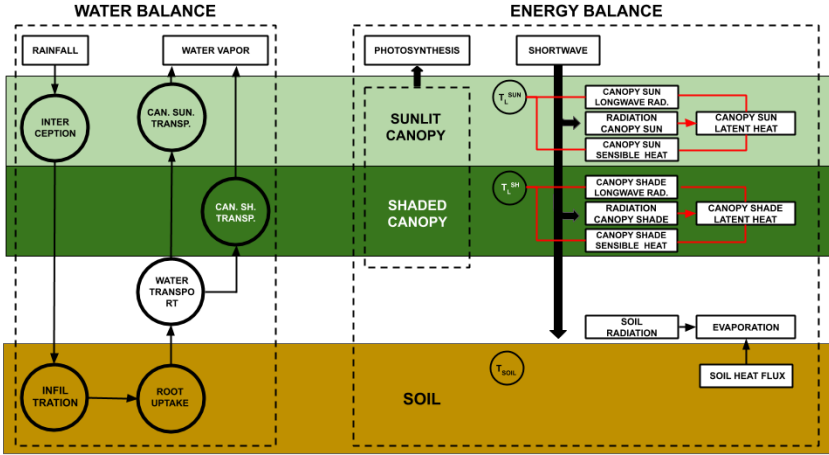 WATER BALANCE
ENERGY BALANCE
RAINFALL
WATER VAPOR
PHOTOSYNTHESIS
SHORTWAVE
INTER
CEPTION
CAN. SUN.
TRANSP.
SUNLIT
CANOPY
T_L^SUN
CANOPY SUN
LONGWAVE RAD.
RADIATION
CANOPY SUN
CANOPY SUN
SENSIBLE HEAT
CANOPY SUN
LATENT HEAT
CAN. SH.
TRANSP.
SHADED
CANOPY
T_L^SH
CANOPY SHADE
LONGWAVE RAD.
RADIATION
CANOPY SHADE
CANOPY SHADE
SENSIBLE HEAT
CANOPY SHADE
LATENT HEAT
WATER
TRANSPO
RT
SOIL
RADIATION
EVAPORATION
INFIL
TRATION
ROOT
UPTAKE
SOIL
T_SOIL
SOIL HEAT FLUX